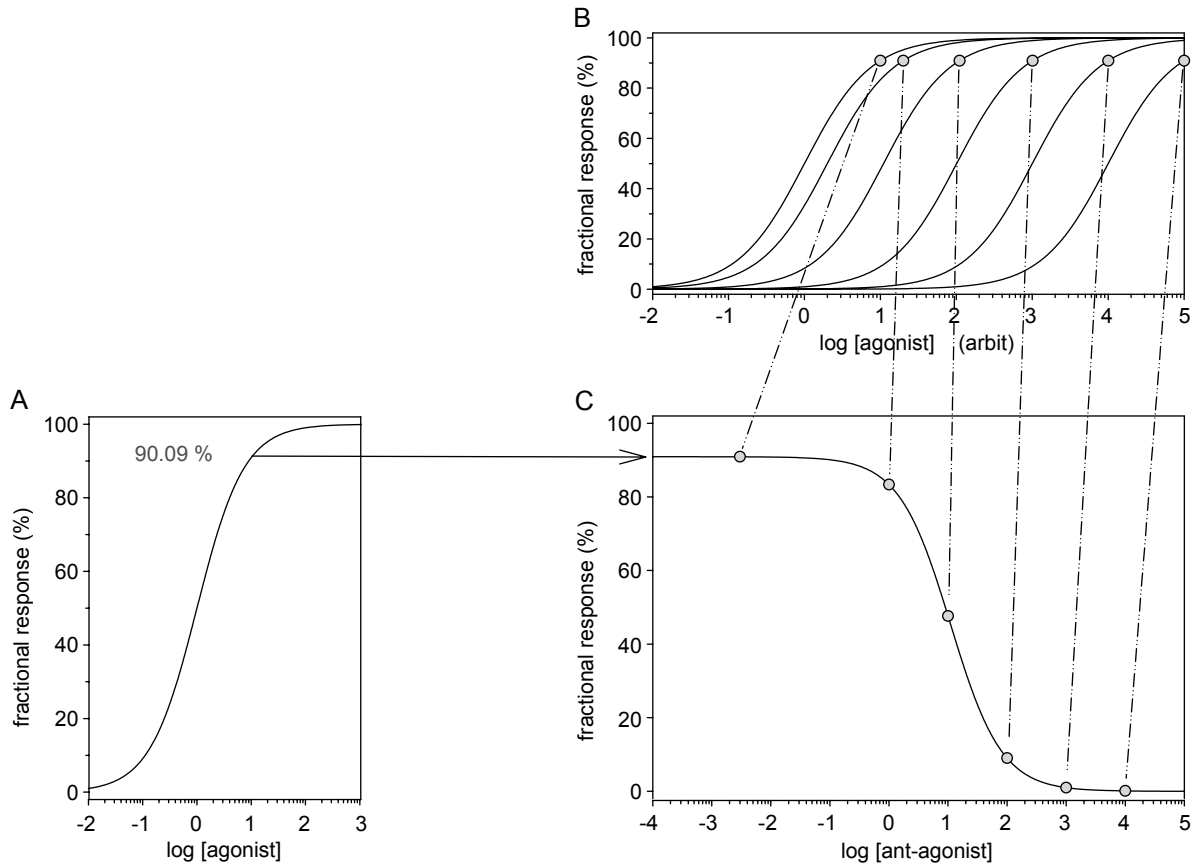 B
100
80
60
40
20
0
fractional response (%)
-2 -1 0 1 2 3 4 5
log [agonist] (arbit)
A
100
80
60
40
20
0
fractional response (%)
90.09 %
-2 -1 0 1 2 3
log [agonist]
C
100
80
60
40
20
0
fractional response (%)
-4 -3 -2 -1 0 1 2 3 4 5
log [ant-agonist]